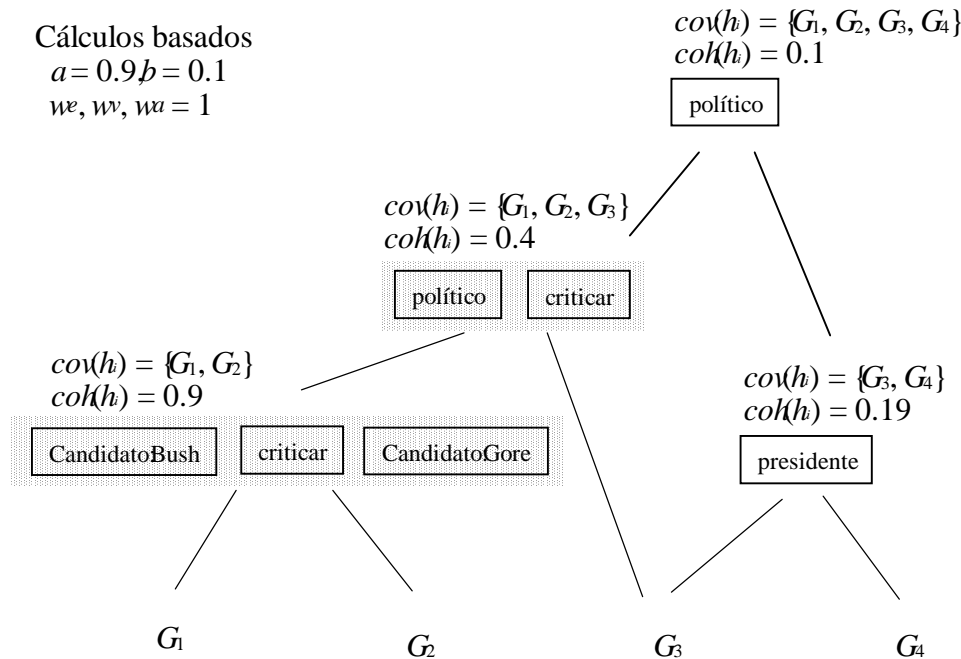 Cálculos basados
a = 0.9, b = 0.1
we, wv, wa = 1
cov(hi) = {G1, G2, G3, G4}
coh(hi) = 0.1
político
cov(hi) = {G1, G2, G3}
coh(hi) = 0.4
político criticar
cov(hi) = {G1, G2}
coh(hi) = 0.9
CandidatoBush criticar CandidatoGore
cov(hi) = {G3, G4}
coh(hi) = 0.19
presidente
G1 G2 G3 G4